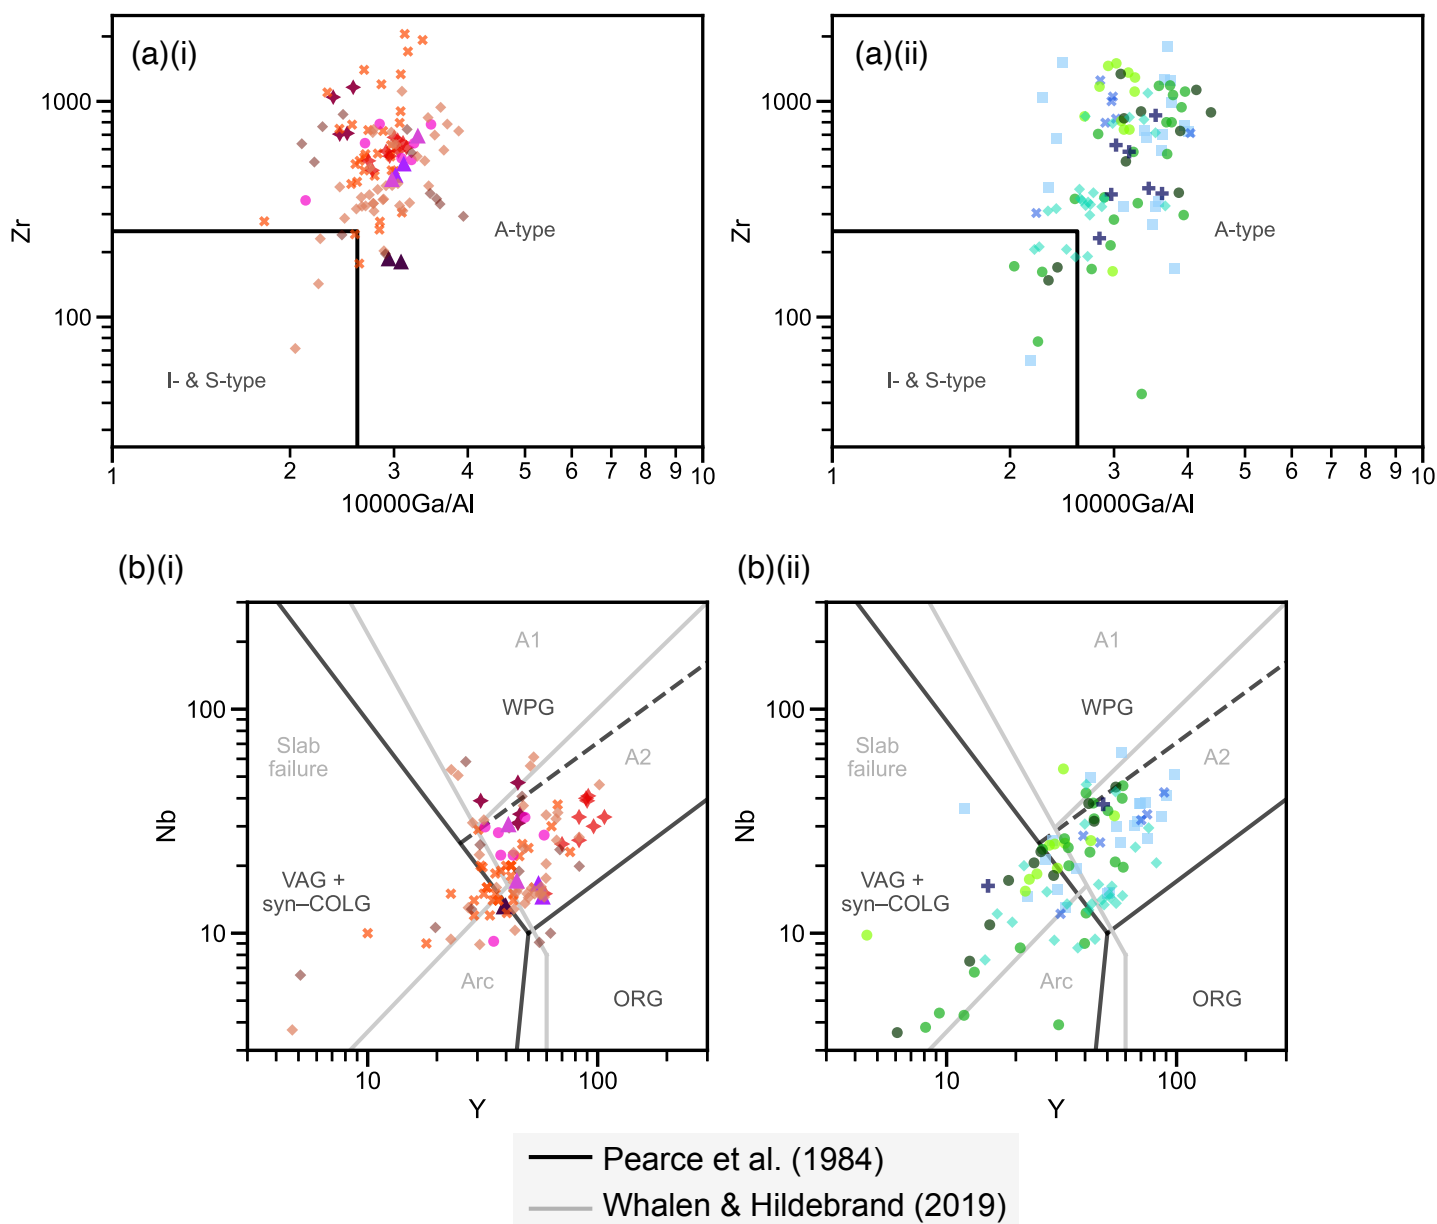 (a)(i)
1000
100
Zr
A-type
I- & S-type
1 2 3 4 5 6 7 8 9 10
10000Ga/Al
(a)(ii)
1000
100
Zr
A-type
I- & S-type
1 2 3 4 5 6 7 8 9 10
10000Ga/Al
(b)(i)
100
10
Nb
A1
WPG
A2
Slab
failure
VAG +
syn–COLG
Arc
ORG
10 100
Y
(b)(ii)
100
10
Nb
A1
WPG
A2
Slab
failure
VAG +
syn–COLG
Arc
ORG
10 100
Y
Pearce et al. (1984)
Whalen & Hildebrand (2019)